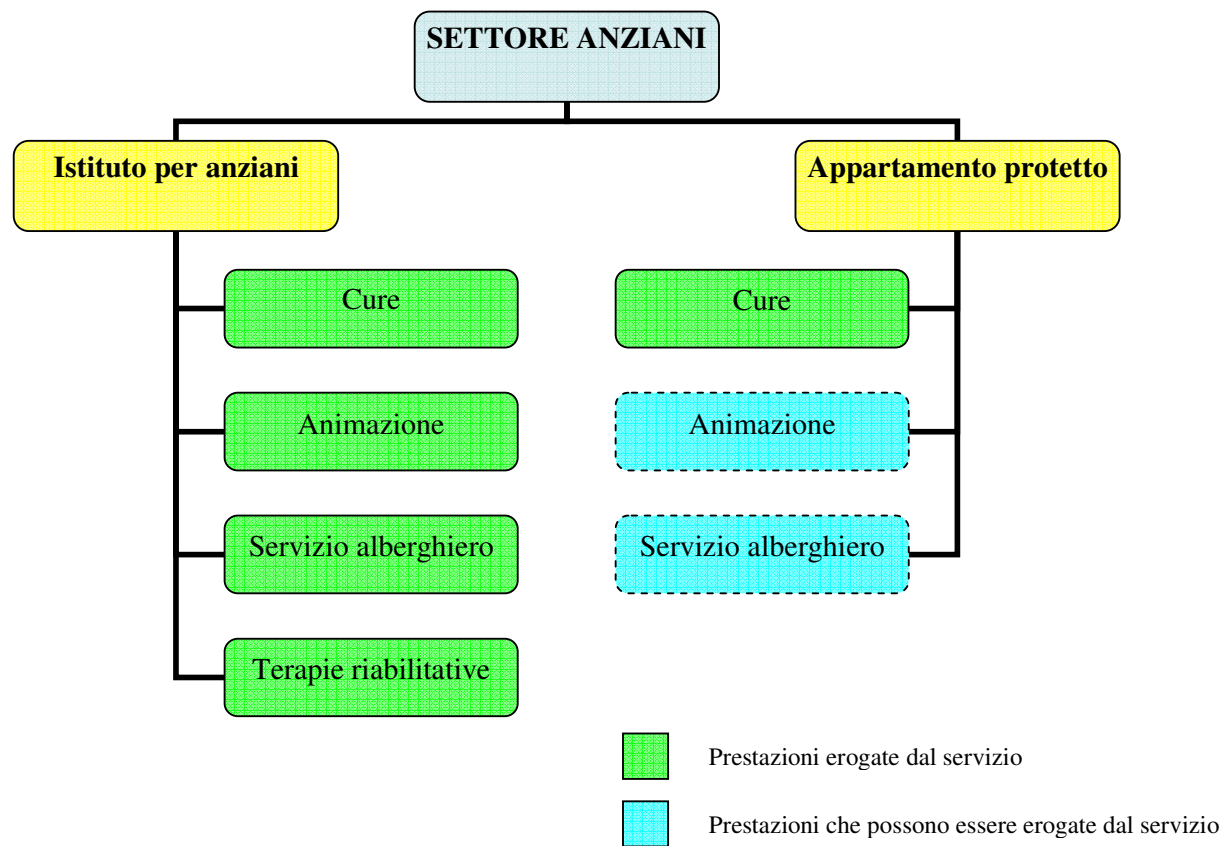 SETTORE ANZIANI
Istituto per anziani
Appartamento protetto
Cure
Cure
Animazione
Animazione
Servizio alberghiero
Servizio alberghiero
Terapie riabilitative
Prestazioni erogate dal servizio
Prestazioni che possono essere erogate dal servizio